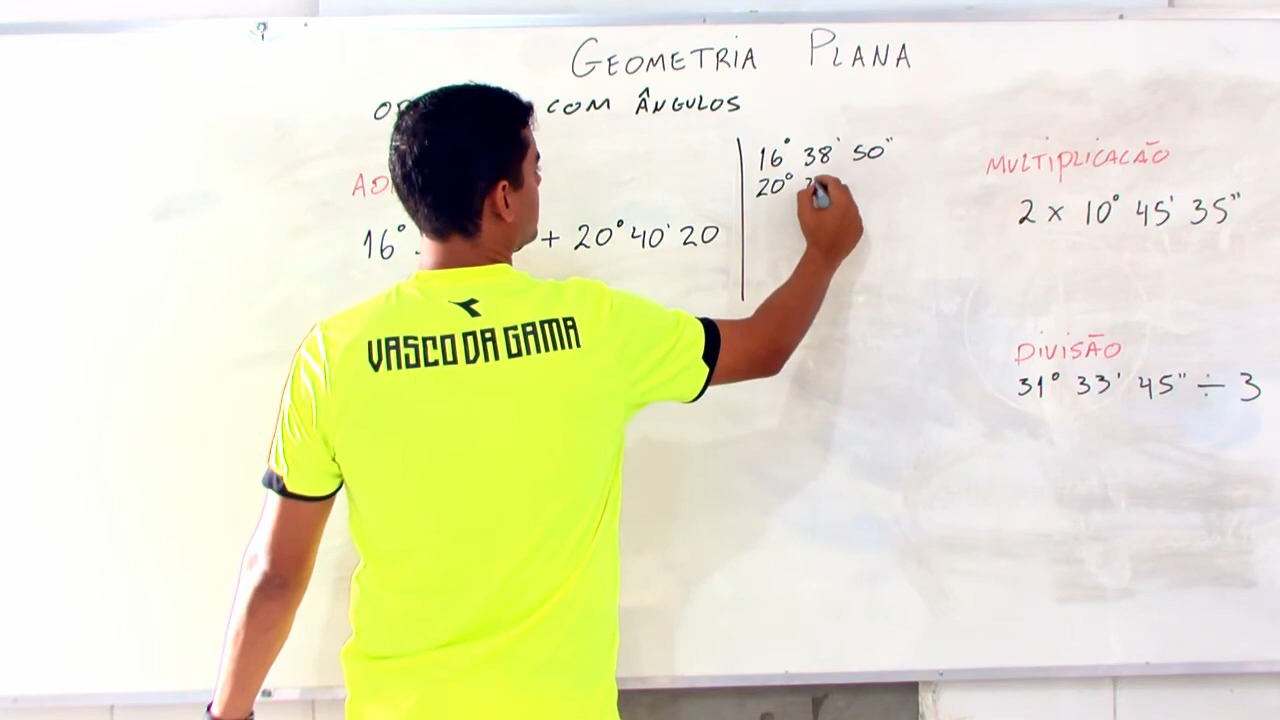 GEOMETRIA PLANA
COM ÂNGULOS
16° + 20° 40' 20
16° 38' 50"
20°
MULTIPLICACÃO
2 x 10° 45' 35"
DIVISÃO
31° 33' 45" ÷ 3
VASCO DA GAMA